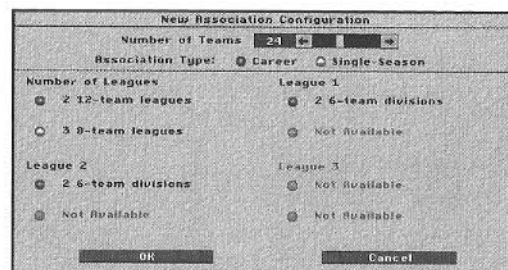 New Association Configuration
Number of Teams 24
Association Type: Career Single-Season
Number of Leagues
2 12-team leagues
3 8-team leagues
League 1
2 6-team divisions
Not Available
League 2
2 6-team divisions
Not Available
League 3
Not Available
Not Available
OK
Cancel